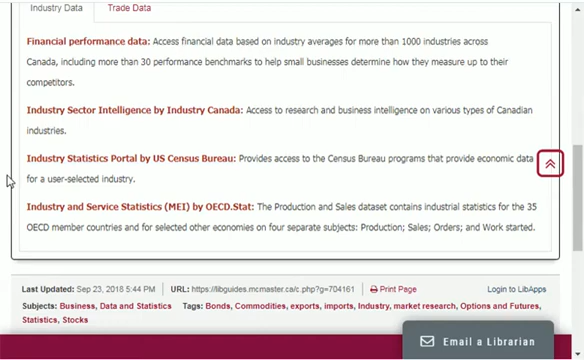 Industry Data Trade Data
Financial performance data: Access financial data based on industry averages for more than 1000 industries across
Canada, including more than 30 performance benchmarks to help small businesses determine how they measure up to their
competitors.
Industry Sector Intelligence by Industry Canada: Access to research and business intelligence on various types of Canadian
industries.
Industry Statistics Portal by US Census Bureau: Provides access to the Census Bureau programs that provide economic data
for a user-selected industry.
Industry and Service Statistics (MEI) by OECD.Stat: The Production and Sales dataset contains industrial statistics for the 35
OECD member countries and for selected other economies on four separate subjects: Production; Sales; Orders; and Work started.
Last Updated: Sep 23, 2018 5:44 PM URL: https://libguides.mcmaster.ca/c.php?g=704161 Print Page Login to LibApps
Subjects: Business, Data and Statistics Tags: Bonds, Commodities, exports, imports, Industry, market research, Options and Futures,
Statistics, Stocks
Email a Librarian